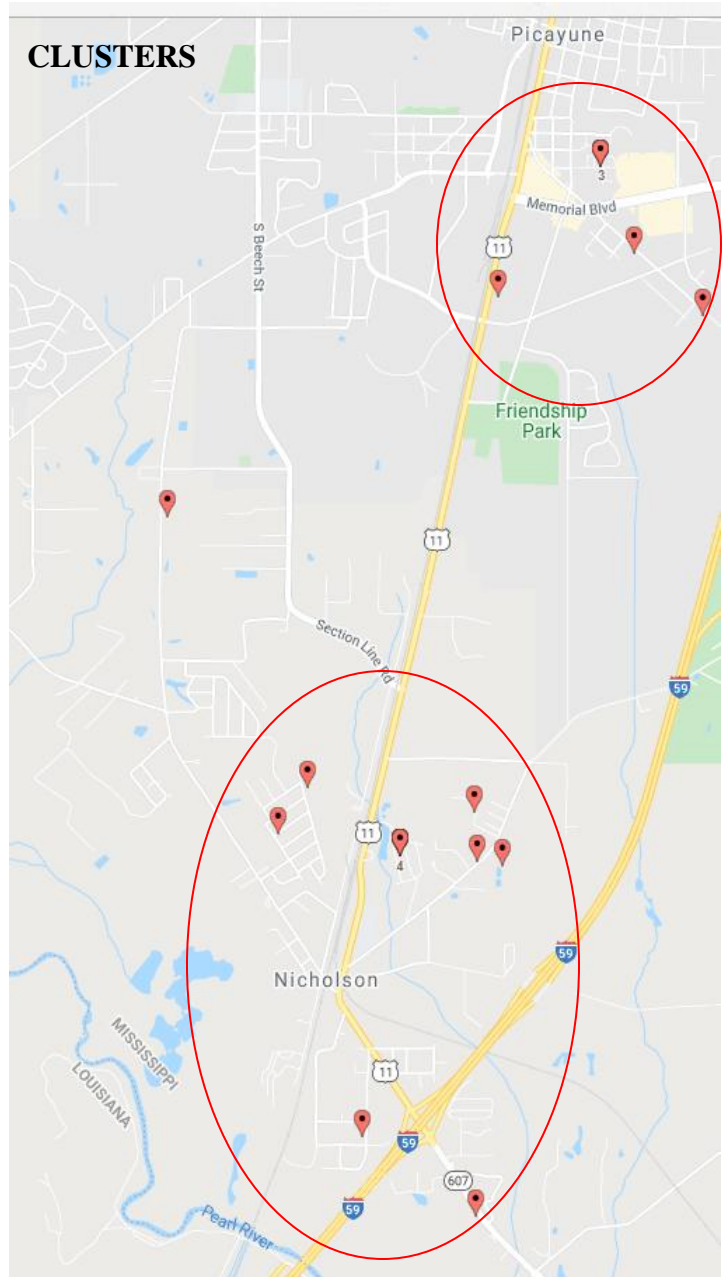 CLUSTERS
Picayune
3
Memorial Blvd
S Beech St
11
Friendship
Park
11
Section Line Rd
59
11
4
59
Nicholson
MISSISSIPPI
LOUISIANA
11
59
607
59
Pearl River